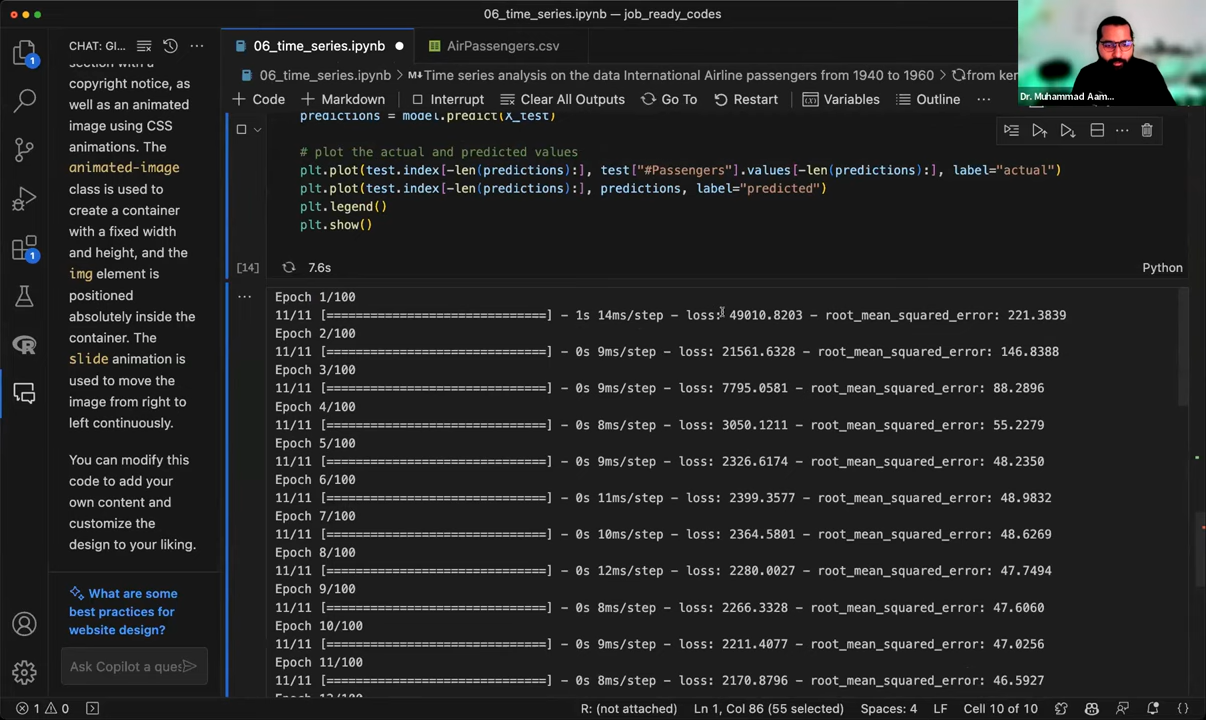 06_time_series.ipynb — job_ready_codes
CHAT: GI...
06_time_series.ipynb
AirPassengers.csv
06_time_series.ipynb > M↓Time series analysis on the data International Airline passengers from 1940 to 1960 > from ker
+ Code + Markdown Interrupt Clear All Outputs Go To Restart Variables Outline ...
Dr. Muhammad Aam...
section with a
copyright notice, as
well as an animated
image using CSS
animations. The
animated-image
class is used to
create a container
with a fixed width
and height, and the
img element is
positioned
absolutely inside the
container. The
slide animation is
used to move the
image from right to
left continuously.
You can modify this
code to add your
own content and
customize the
design to your liking.
What are some
best practices for
website design?
Ask Copilot a ques
predictions = model.predict(X_test)
# plot the actual and predicted values
plt.plot(test.index[-len(predictions):], test["#Passengers"].values[-len(predictions):], label="actual")
plt.plot(test.index[-len(predictions):], predictions, label="predicted")
plt.legend()
plt.show()
[14] 7.6s Python
Epoch 1/100
11/11 [==============================] - 1s 14ms/step - loss: 49010.8203 - root_mean_squared_error: 221.3839
Epoch 2/100
11/11 [==============================] - 0s 9ms/step - loss: 21561.6328 - root_mean_squared_error: 146.8388
Epoch 3/100
11/11 [==============================] - 0s 9ms/step - loss: 7795.0581 - root_mean_squared_error: 88.2896
Epoch 4/100
11/11 [==============================] - 0s 8ms/step - loss: 3050.1211 - root_mean_squared_error: 55.2279
Epoch 5/100
11/11 [==============================] - 0s 9ms/step - loss: 2326.6174 - root_mean_squared_error: 48.2350
Epoch 6/100
11/11 [==============================] - 0s 11ms/step - loss: 2399.3577 - root_mean_squared_error: 48.9832
Epoch 7/100
11/11 [==============================] - 0s 10ms/step - loss: 2364.5801 - root_mean_squared_error: 48.6269
Epoch 8/100
11/11 [==============================] - 0s 12ms/step - loss: 2280.0027 - root_mean_squared_error: 47.7494
Epoch 9/100
11/11 [==============================] - 0s 8ms/step - loss: 2266.3328 - root_mean_squared_error: 47.6060
Epoch 10/100
11/11 [==============================] - 0s 9ms/step - loss: 2211.4077 - root_mean_squared_error: 47.0256
Epoch 11/100
11/11 [==============================] - 0s 8ms/step - loss: 2170.8796 - root_mean_squared_error: 46.5927
Epoch 12/100
1 0 R: (not attached) Ln 1, Col 86 (55 selected) Spaces: 4 LF Cell 10 of 10